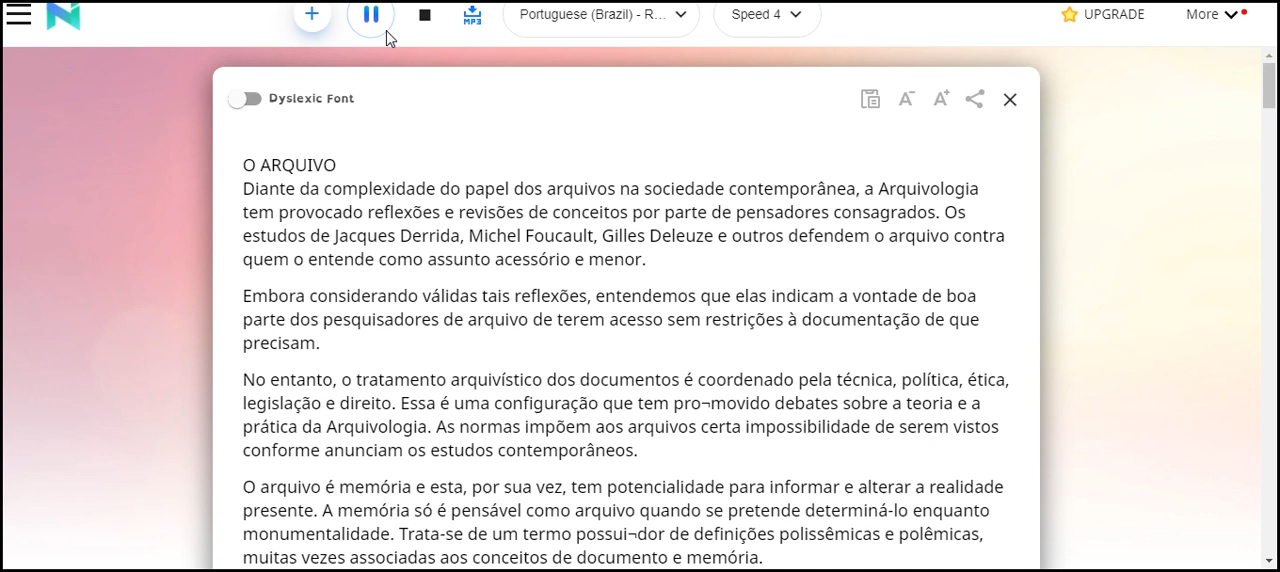 Portuguese (Brazil) - R...
Speed 4
UPGRADE
More
MP3
Dyslexic Font
A-
A+
O ARQUIVO
Diante da complexidade do papel dos arquivos na sociedade contemporânea, a Arquivologia
tem provocado reflexões e revisões de conceitos por parte de pensadores consagrados. Os
estudos de Jacques Derrida, Michel Foucault, Gilles Deleuze e outros defendem o arquivo contra
quem o entende como assunto acessório e menor.
Embora considerando válidas tais reflexões, entendemos que elas indicam a vontade de boa
parte dos pesquisadores de arquivo de terem acesso sem restrições à documentação de que
precisam.
No entanto, o tratamento arquivístico dos documentos é coordenado pela técnica, política, ética,
legislação e direito. Essa é uma configuração que tem pro¬movido debates sobre a teoria e a
prática da Arquivologia. As normas impõem aos arquivos certa impossibilidade de serem vistos
conforme anunciam os estudos contemporâneos.
O arquivo é memória e esta, por sua vez, tem potencialidade para informar e alterar a realidade
presente. A memória só é pensável como arquivo quando se pretende determiná-lo enquanto
monumentalidade. Trata-se de um termo possui¬dor de definições polissêmicas e polêmicas,
muitas vezes associadas aos conceitos de documento e memória.